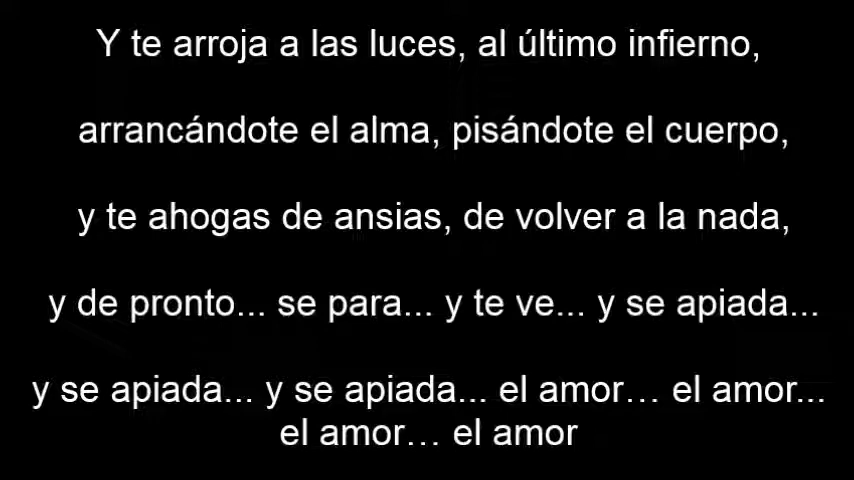 Y te arroja a las luces, al último infierno,
arrancándote el alma, pisándote el cuerpo,
y te ahogas de ansias, de volver a la nada,
y de pronto... se para... y te ve... y se apiada...
y se apiada... y se apiada... el amor… el amor...
el amor… el amor